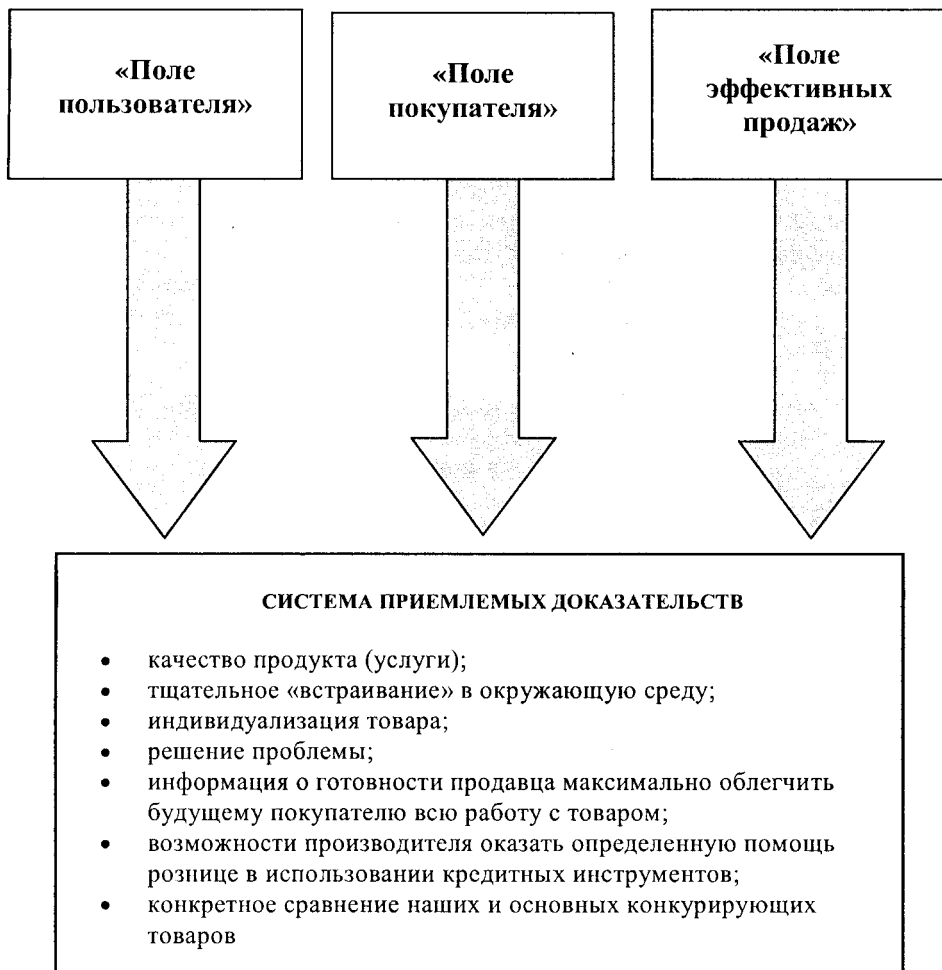 «Поле
пользователя»
«Поле
покупателя»
«Поле
эффективных
продаж»
СИСТЕМА ПРИЕМЛЕМЫХ ДОКАЗАТЕЛЬСТВ
• качество продукта (услуги);
• тщательное «встраивание» в окружающую среду;
• индивидуализация товара;
• решение проблемы;
• информация о готовности продавца максимально облегчить
будущему покупателю всю работу с товаром;
• возможности производителя оказать определенную помощь
рознице в использовании кредитных инструментов;
• конкретное сравнение наших и основных конкурирующих
товаров